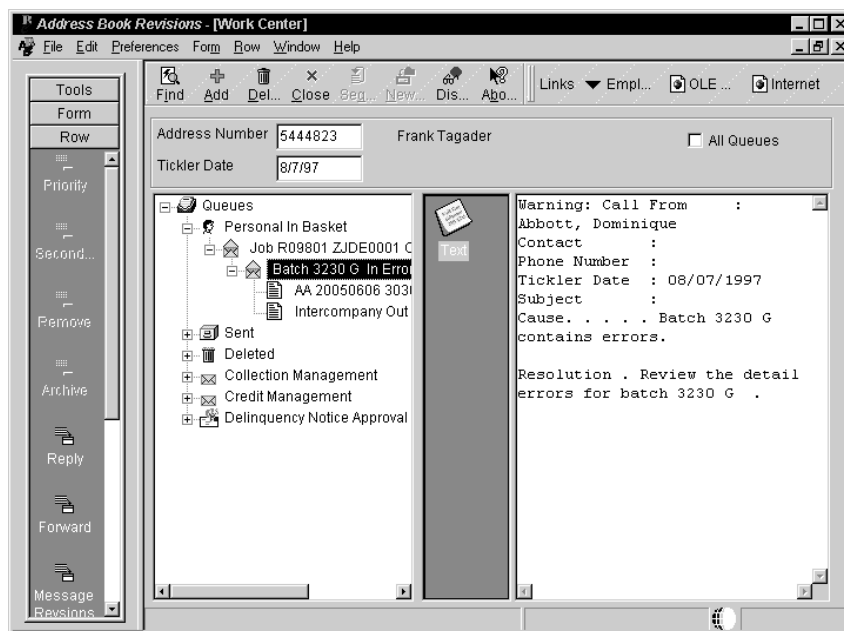 Address Book Revisions - [Work Center]
File Edit Preferences Form Row Window Help
Tools
Form
Row
Priority
Second...
Remove
Archive
Reply
Forward
Message
Revsions
Find Add Del... Close Seq... New... Dis... Abo... Links Empl... OLE ... Internet
Address Number 5444823 Frank Tagader All Queues
Tickler Date 8/7/97
Queues
Personal In Basket
Job R09801 ZJDE0001 C
Batch 3230 G In Erro
AA 20050606 303
Intercompany Out
Sent
Deleted
Collection Management
Credit Management
Delinquency Notice Approval
Text
Warning: Call From :
Abbott, Dominique
Contact :
Phone Number :
Tickler Date : 08/07/1997
Subject :
Cause. . . . . Batch 3230 G
contains errors.
Resolution . Review the detail
errors for batch 3230 G .